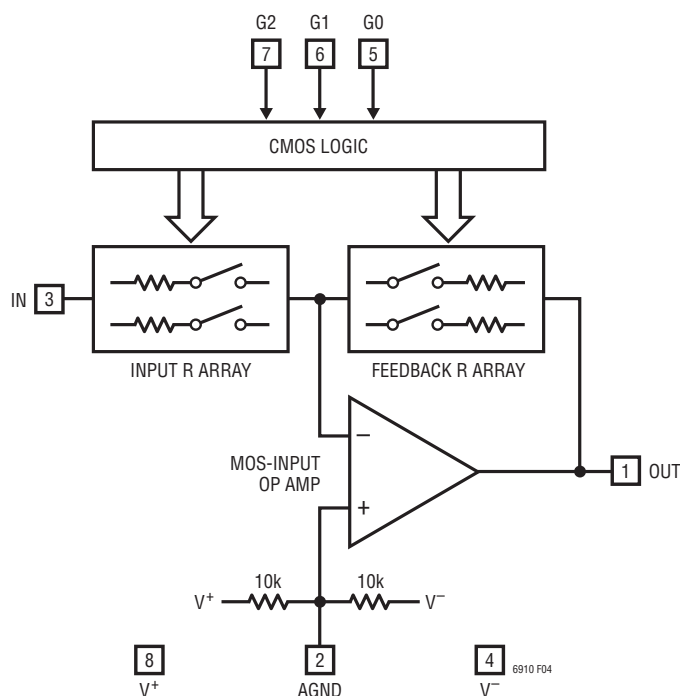 G2 G1 G0
7 6 5
CMOS LOGIC
IN 3
INPUT R ARRAY
FEEDBACK R ARRAY
MOS-INPUT
OP AMP
−
+
1 OUT
10k 10k
V+ V−
8 2 4
6910 F04
V+ AGND V−